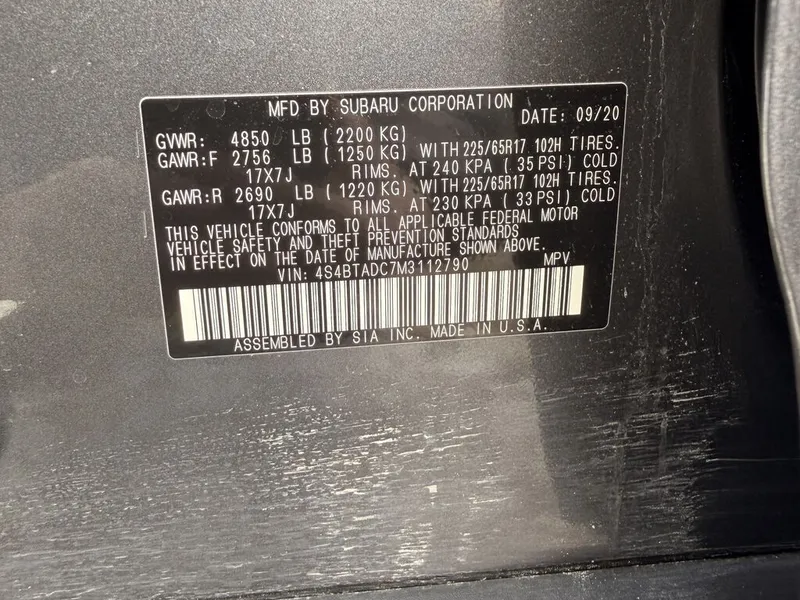 MFD BY SUBARU CORPORATION DATE: 09/20
GVWR: 4850 LB (2200 KG)
GAWR:F 2756 LB (1250 KG) WITH 225/65R17 102H TIRES.
17X7J RIMS. AT 240 KPA (35 PSI) COLD
GAWR:R 2690 LB (1220 KG) WITH 225/65R17 102H TIRES.
17X7J RIMS. AT 230 KPA (33 PSI) COLD
THIS VEHICLE CONFORMS TO ALL APPLICABLE FEDERAL MOTOR
VEHICLE SAFETY AND THEFT PREVENTION STANDARDS
IN EFFECT ON THE DATE OF MANUFACTURE SHOWN ABOVE.
VIN: 4S4BTADC7M3112790 MPV
ASSEMBLED BY SIA INC. MADE IN U.S.A.